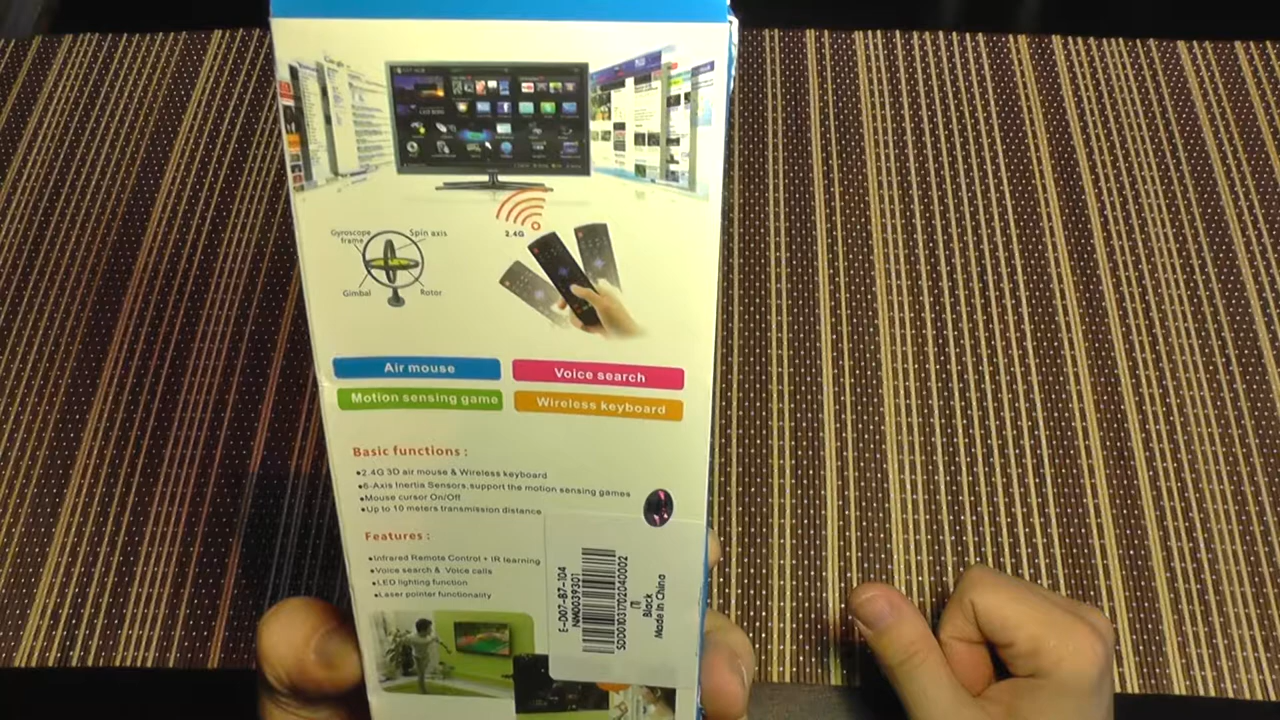 2.4G
Gyroscope frame
Spin axis
Gimbal
Rotor
Air mouse
Voice search
Motion sensing game
Wireless keyboard
Basic functions :
•2.4G 3D air mouse & Wireless keyboard
•6-Axis Inertia Sensors,support the motion sensing games
•Mouse cursor On/Off
•Up to 10 meters transmission distance
Features :
•Infrared Remote Control + IR learning
•Voice search & Voice calls
•LED lighting function
•Laser pointer functionality
E-D07-B7-104
NM0039301
SDD01031702040002
Black
Made In China